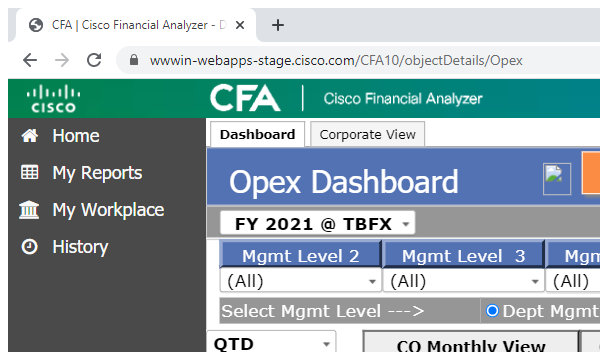 CFA | Cisco Financial Analyzer - D
wwwin-webapps-stage.cisco.com/CFA10/objectDetails/Opex
CISCO CFA Cisco Financial Analyzer
Home
My Reports
My Workplace
History
Dashboard Corporate View
Opex Dashboard
FY 2021 @ TBFX
Mgmt Level 2 Mgmt Level 3 Mgm
(All) (All) (All)
Select Mgmt Level ---> Dept Mgmt
QTD CQ Monthly View